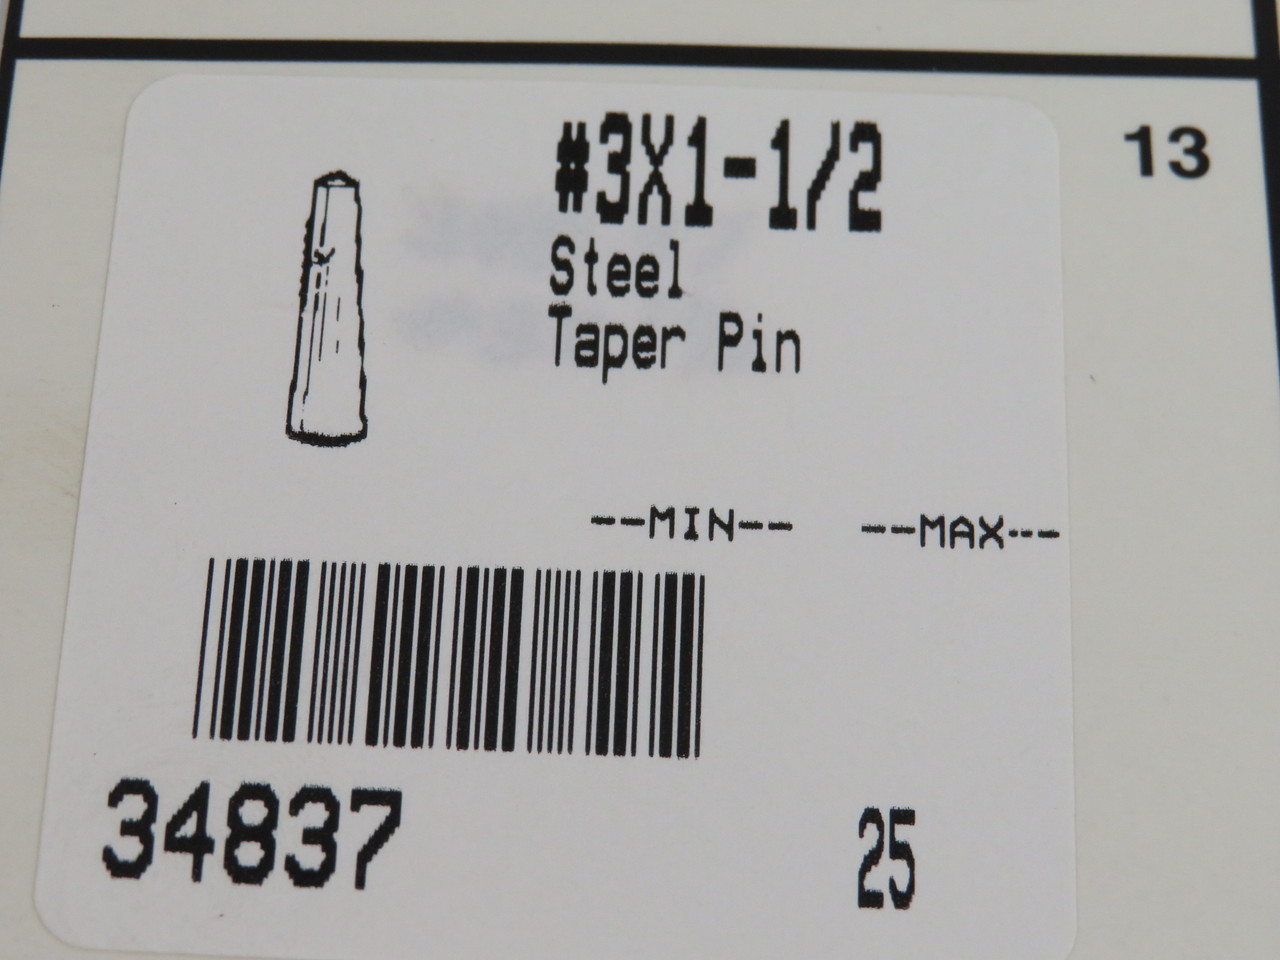 #3X1-1/2
13
Steel
Taper Pin
--MIN-- --MAX---
34837
25